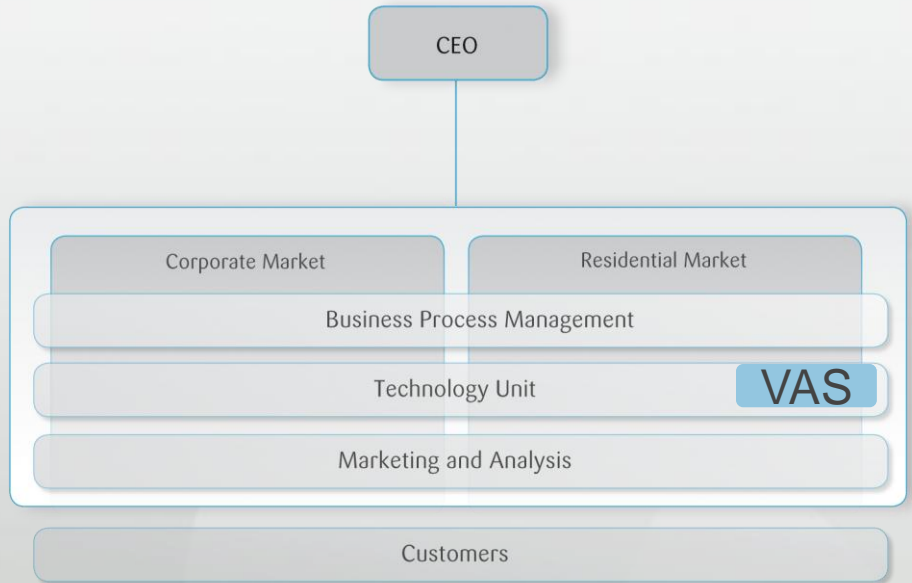 CEO
Corporate Market
Residential Market
Business Process Management
Technology Unit
VAS
Marketing and Analysis
Customers